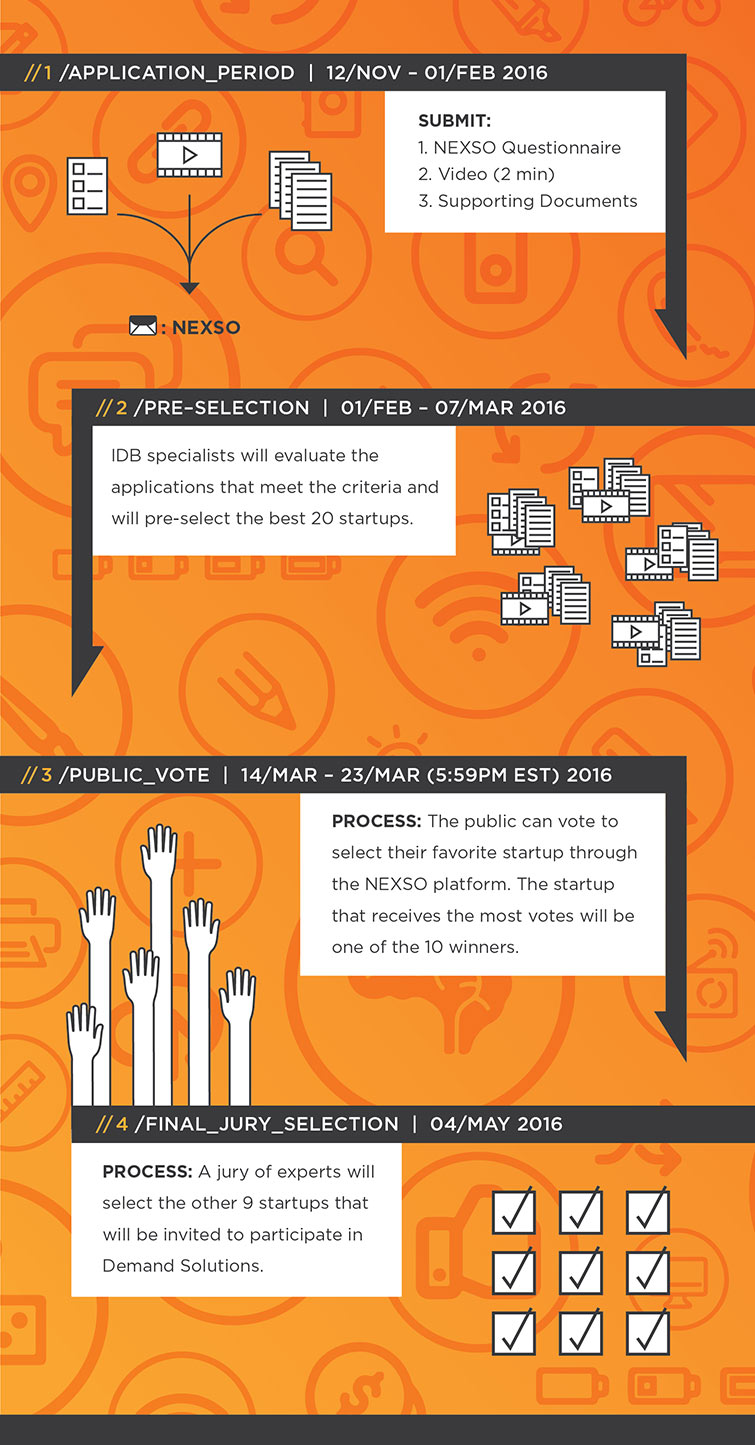 //1 /APPLICATION_PERIOD | 12/NOV – 01/FEB 2016
SUBMIT:
1. NEXSO Questionnaire
2. Video (2 min)
3. Supporting Documents
: NEXSO
//2 /PRE–SELECTION | 01/FEB – 07/MAR 2016
IDB specialists will evaluate the
applications that meet the criteria and
will pre-select the best 20 startups.
//3 /PUBLIC_VOTE | 14/MAR – 23/MAR (5:59PM EST) 2016
PROCESS: The public can vote to
select their favorite startup through
the NEXSO platform. The startup
that receives the most votes will be
one of the 10 winners.
//4 /FINAL_JURY_SELECTION | 04/MAY 2016
PROCESS: A jury of experts will
select the other 9 startups that
will be invited to participate in
Demand Solutions.